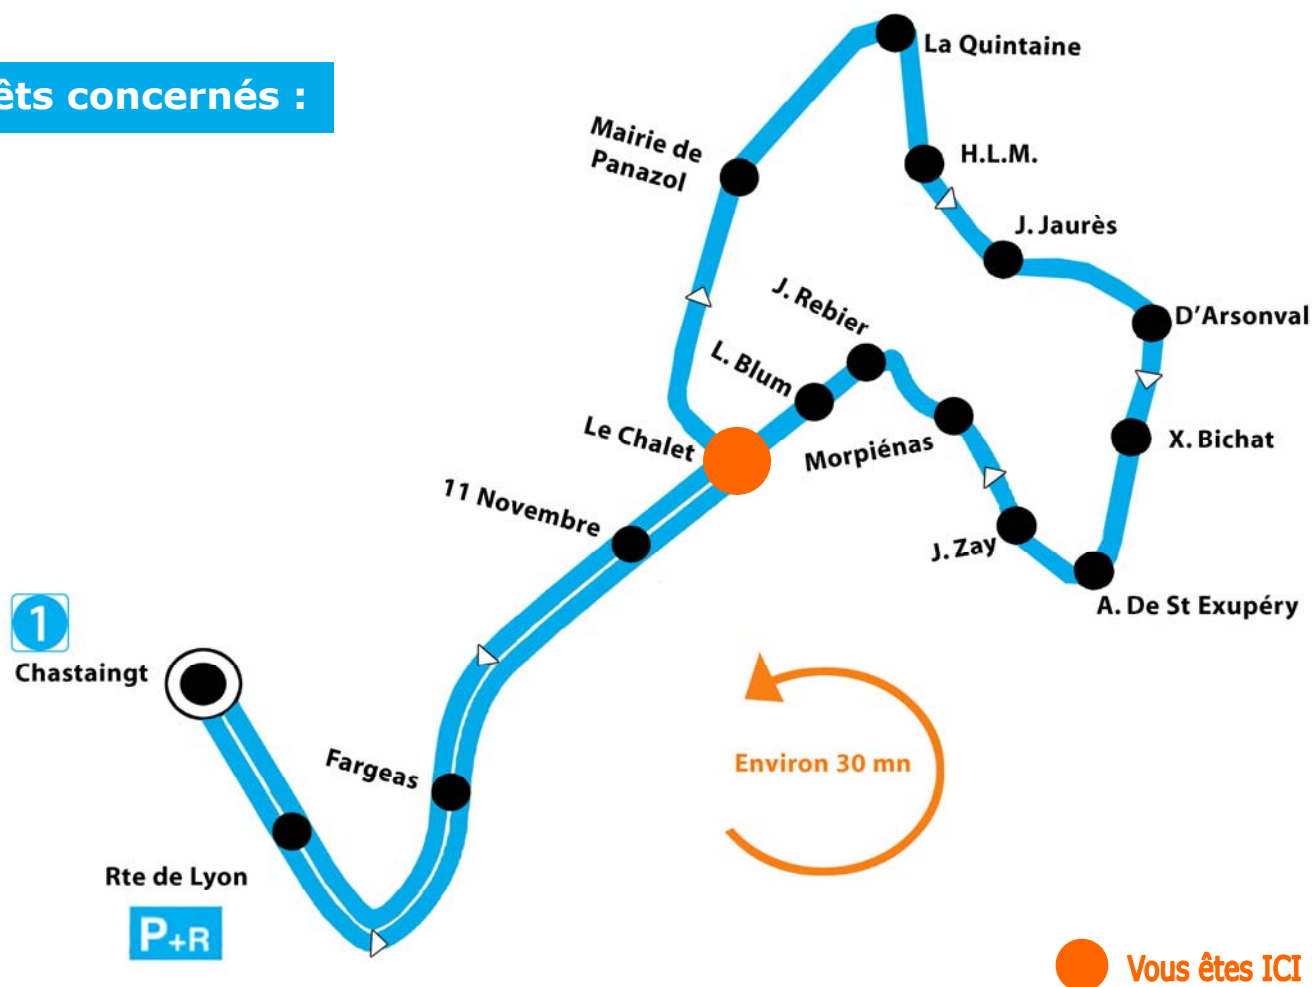 êts concernés :
La Quintaine
Mairie de
Panazol
H.L.M.
J. Jaurès
J. Rebier
D'Arsonval
L. Blum
Le Chalet
Morpiénas
X. Bichat
11 Novembre
J. Zay
A. De St Exupéry
1
Chastaingt
Fargeas
Environ 30 mn
Rte de Lyon
P+R
Vous êtes ICI